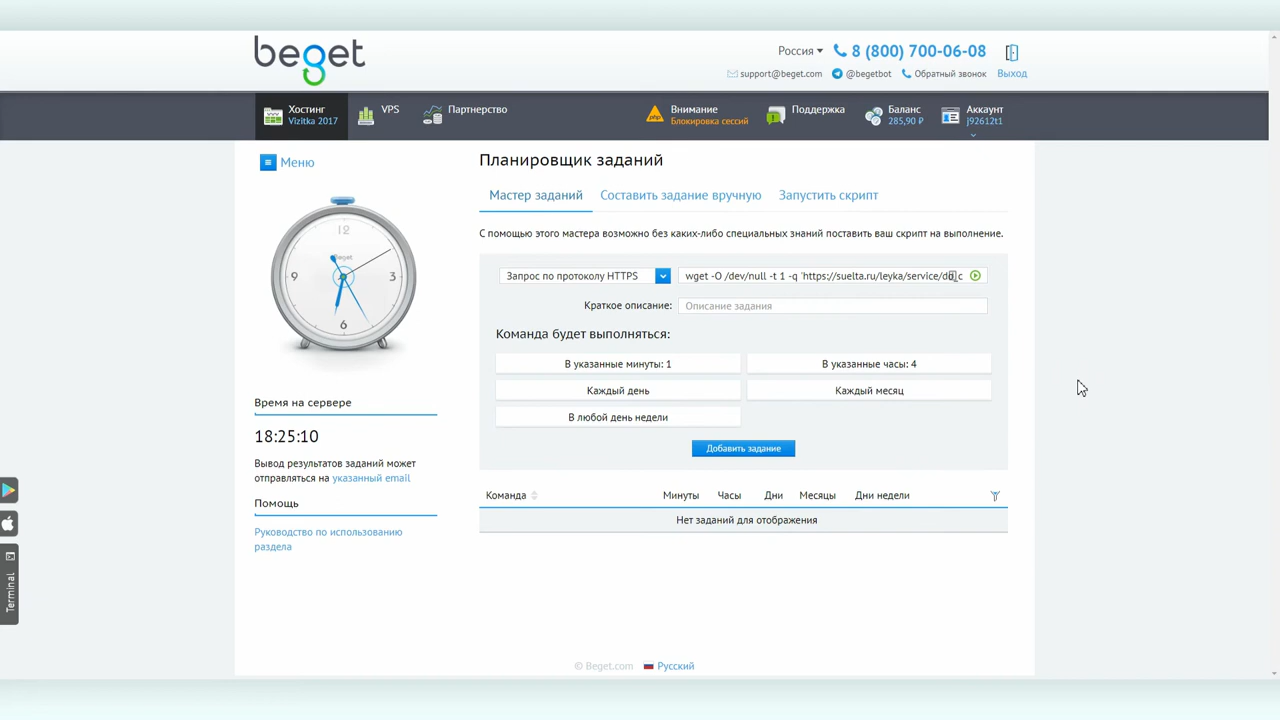 beget
Россия
8 (800) 700-06-08
support@beget.com
@begetbot
Обратный звонок
Выход
Хостинг
Vizitka 2017
VPS
Партнерство
Внимание
Блокировка сессий
Поддержка
Баланс
285,90 ₽
Аккаунт
j92612t1
Меню
Планировщик заданий
Мастер заданий
Составить задание вручную
Запустить скрипт
С помощью этого мастера возможно без каких-либо специальных знаний поставить ваш скрипт на выполнение.
12
beget
9
3
6
Запрос по протоколу HTTPS
wget -O /dev/null -t 1 -q 'https://suelta.ru/leyka/service/do_c
Краткое описание:
Описание задания
Команда будет выполняться:
В указанные минуты: 1
В указанные часы: 4
Каждый день
Каждый месяц
В любой день недели
Добавить задание
Время на сервере
18:25:10
Вывод результатов заданий может
отправляться на указанный email
Помощь
Руководство по использованию
раздела
Команда
Минуты
Часы
Дни
Месяцы
Дни недели
Нет заданий для отображения
Terminal
© Beget.com
Русский